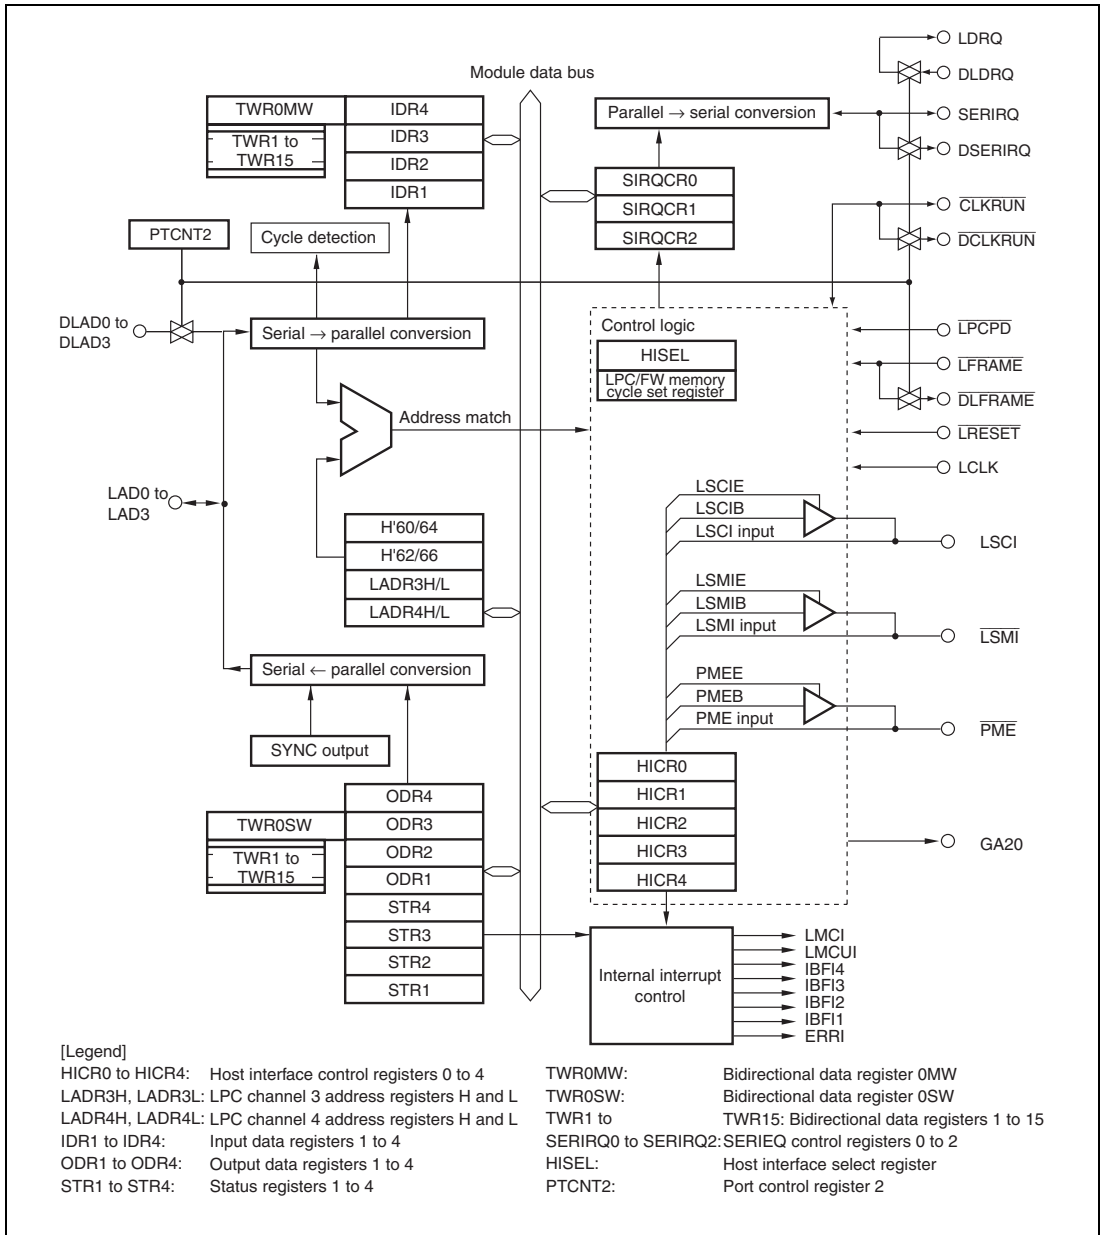 LDRQ
DLDRQ
Module data bus
TWR0MW
IDR4
IDR3
IDR2
IDR1
TWR1 to
TWR15
Parallel → serial conversion
SERIRQ
DSERIRQ
SIRQCR0
SIRQCR1
SIRQCR2
CLKRUN
DCLKRUN
PTCNT2
Cycle detection
DLAD0 to
DLAD3
Serial → parallel conversion
Control logic
HISEL
LPC/FW memory
cycle set register
LPCPD
LFRAME
DLFRAME
LRESET
LCLK
Address match
LAD0 to
LAD3
H'60/64
H'62/66
LADR3H/L
LADR4H/L
LSCIE
LSCIB
LSCI input
LSCI
LSMIE
LSMIB
LSMI input
LSMI
PMEE
PMEB
PME input
PME
Serial ← parallel conversion
SYNC output
HICR0
HICR1
HICR2
HICR3
HICR4
GA20
TWR0SW
TWR1 to
TWR15
ODR4
ODR3
ODR2
ODR1
STR4
STR3
STR2
STR1
Internal interrupt
control
LMCI
LMCUI
IBFI4
IBFI3
IBFI2
IBFI1
ERRI
[Legend]
HICR0 to HICR4: Host interface control registers 0 to 4
LADR3H, LADR3L: LPC channel 3 address registers H and L
LADR4H, LADR4L: LPC channel 4 address registers H and L
IDR1 to IDR4: Input data registers 1 to 4
ODR1 to ODR4: Output data registers 1 to 4
STR1 to STR4: Status registers 1 to 4
TWR0MW: Bidirectional data register 0MW
TWR0SW: Bidirectional data register 0SW
TWR1 to TWR15: Bidirectional data registers 1 to 15
SERIRQ0 to SERIRQ2: SERIEQ control registers 0 to 2
HISEL: Host interface select register
PTCNT2: Port control register 2